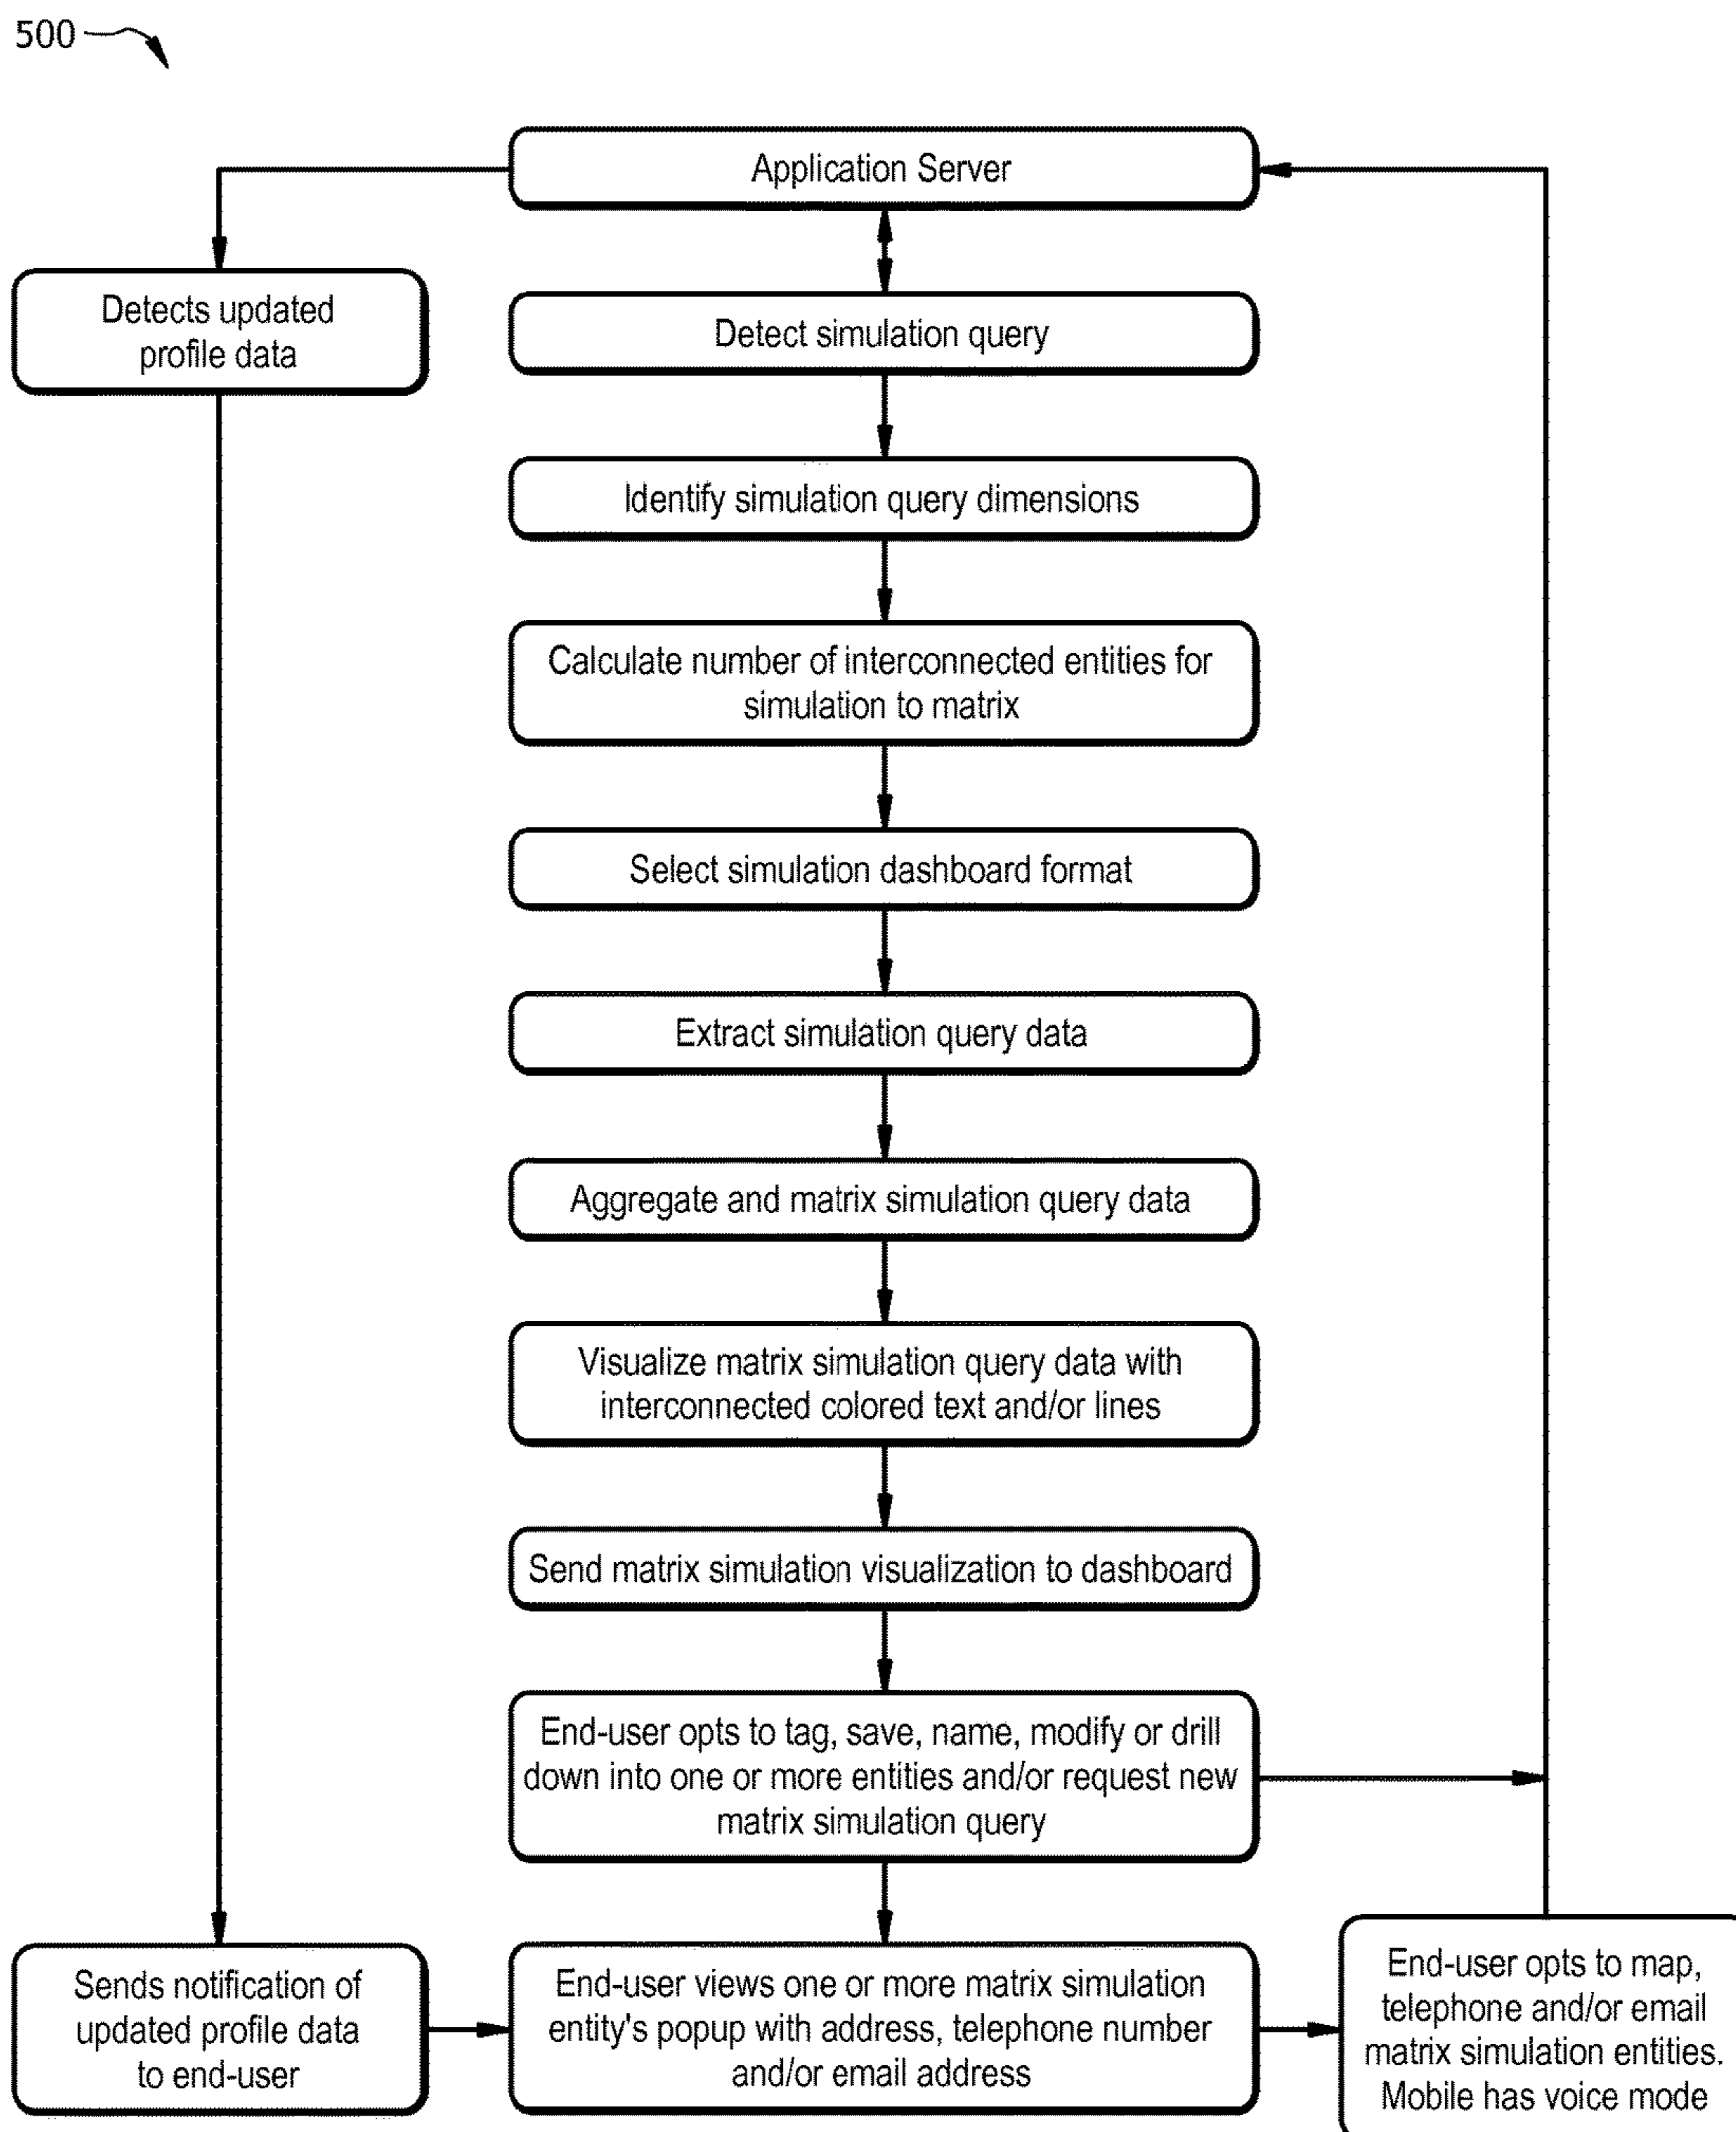 500
Application Server
Detects updated
profile data
Detect simulation query
Identify simulation query dimensions
Calculate number of interconnected entities for
simulation to matrix
Select simulation dashboard format
Extract simulation query data
Aggregate and matrix simulation query data
Visualize matrix simulation query data with
interconnected colored text and/or lines
Send matrix simulation visualization to dashboard
End-user opts to tag, save, name, modify or drill
down into one or more entities and/or request new
matrix simulation query
Sends notification of
updated profile data
to end-user
End-user views one or more matrix simulation
entity's popup with address, telephone number
and/or email address
End-user opts to map,
telephone and/or email
matrix simulation entities.
Mobile has voice mode